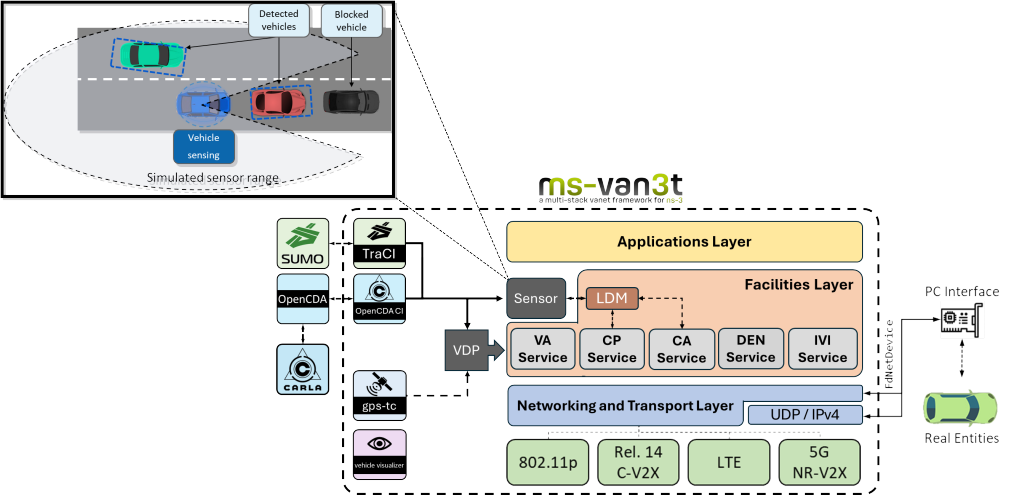 Detected
vehicles
Blocked
vehicle
Vehicle
sensing
Simulated sensor range
ms-van3t
a multi-stack vanet framework for ns-3
SUMO
TraCI
Applications Layer
OpenCDA
OpenCDA CI
Sensor
LDM
Facilities Layer
VDP
VA
Service
CP
Service
CA
Service
DEN
Service
IVI
Service
CARLA
gps-tc
Networking and Transport Layer
UDP / IPv4
FdNetDevice
PC Interface
Real Entities
vehicle visualizer
802.11p
Rel. 14
C-V2X
LTE
5G
NR-V2X